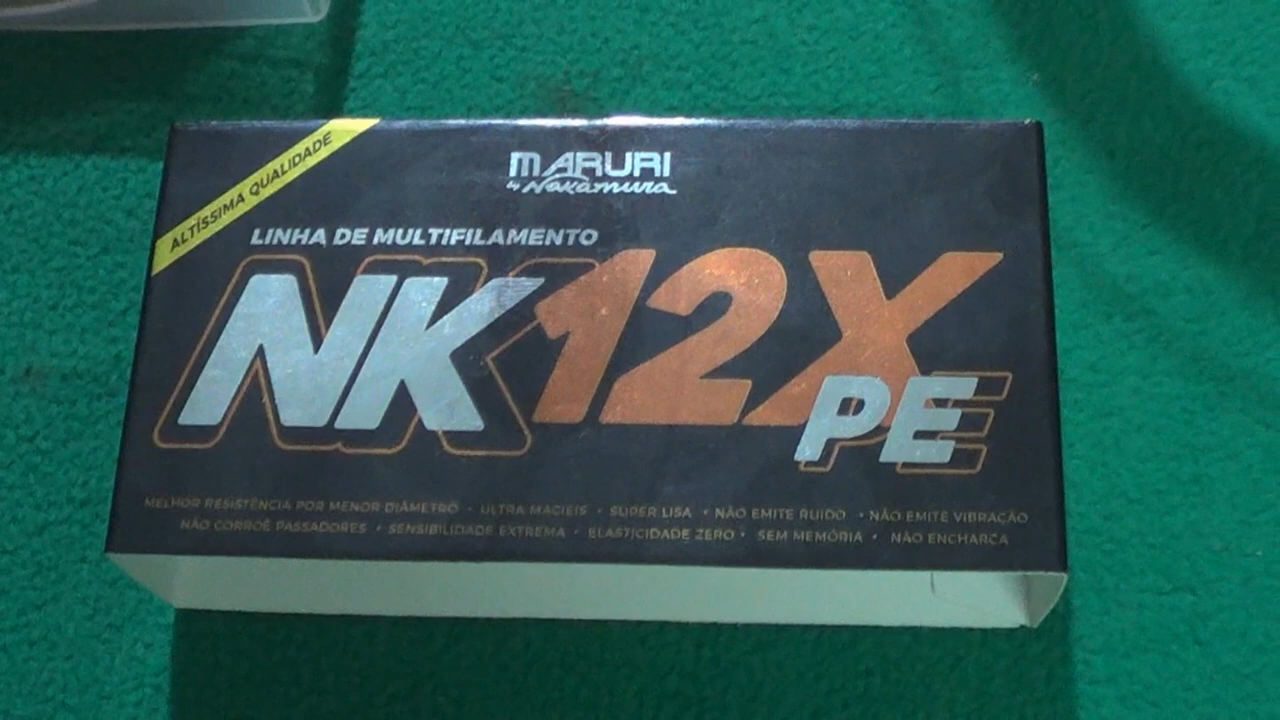 ALTÍSSIMA QUALIDADE
MARURI
by Nakamura
LINHA DE MULTIFILAMENTO
NK12X
PE
MELHOR RESISTÊNCIA POR MENOR DIÂMETRO • ULTRA MACIEIS • SUPER LISA • NÃO EMITE RUIDO • NÃO EMITE VIBRAÇÃO
NÃO CORROÊ PASSADORES • SENSIBILIDADE EXTREMA • ELASTICIDADE ZERO • SEM MEMÓRIA • NÃO ENCHARCA